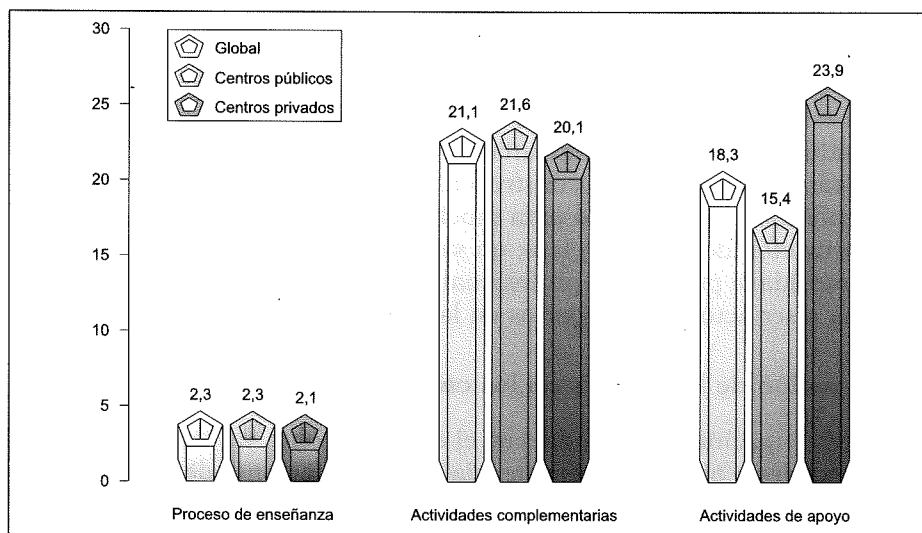 30
25
20
15
10
5
0
Global
Centros públicos
Centros privados
2,3
2,3
2,1
21,1
21,6
20,1
18,3
15,4
23,9
Proceso de enseñanza
Actividades complementarias
Actividades de apoyo